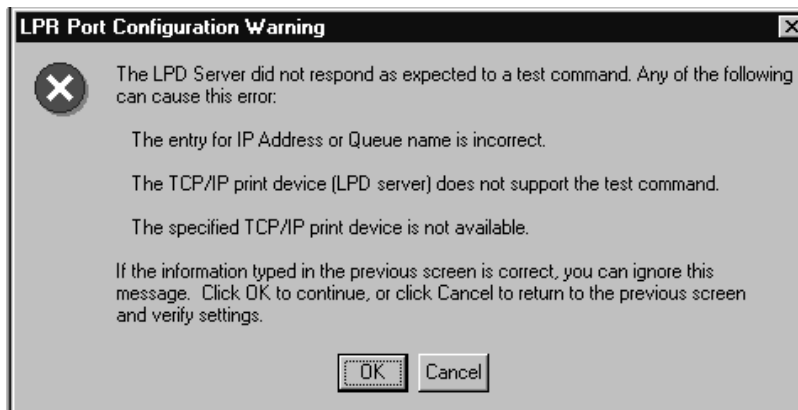 LPR Port Configuration Warning
The LPD Server did not respond as expected to a test command. Any of the following
can cause this error:
The entry for IP Address or Queue name is incorrect.
The TCP/IP print device (LPD server) does not support the test command.
The specified TCP/IP print device is not available.
If the information typed in the previous screen is correct, you can ignore this
message.  Click OK to continue, or click Cancel to return to the previous screen
and verify settings.
OK
Cancel